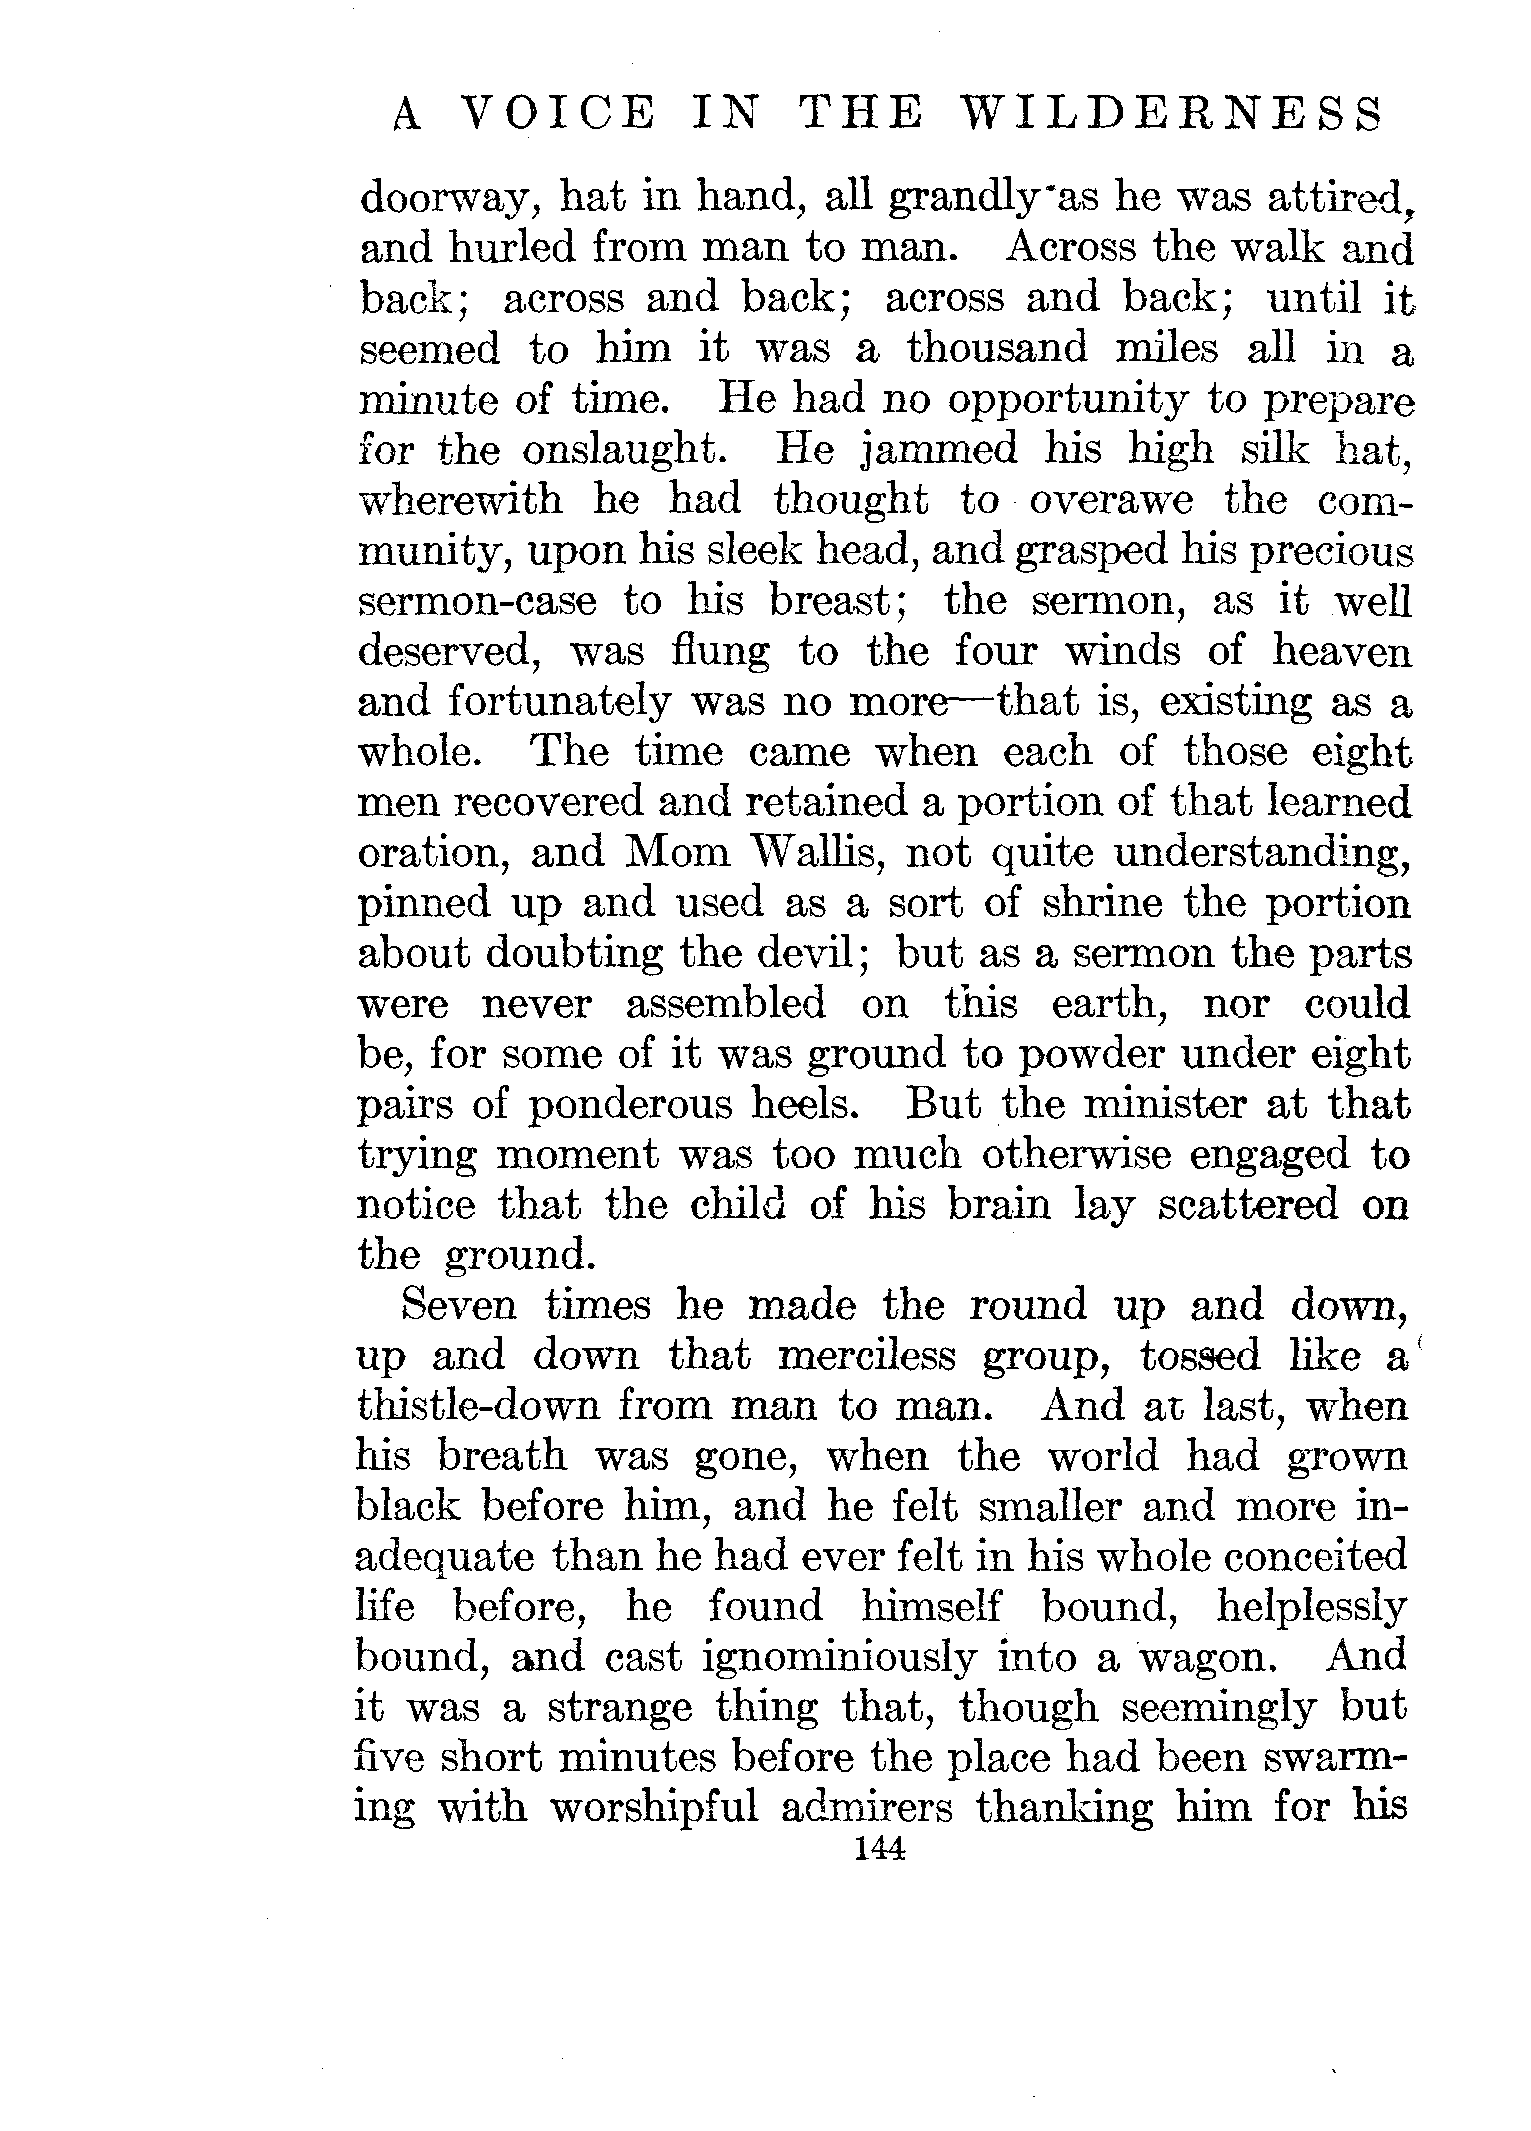 A VOICE IN THE WILDERNESS
doorway, hat in hand, all grandly as he was attired,
and hurled from man to man. Across the walk and
back; across and back; across and back; until it
seemed to him it was a thousand miles all in a
minute of time. He had no opportunity to prepare
for the onslaught. He jammed his high silk hat,
wherewith he had thought to overawe the com-
munity, upon his sleek head, and grasped his precious
sermon-case to his breast; the sermon, as it well
deserved, was flung to the four winds of heaven
and fortunately was no more—that is, existing as a
whole. The time came when each of those eight
men recovered and retained a portion of that learned
oration, and Mom Wallis, not quite understanding,
pinned up and used as a sort of shrine the portion
about doubting the devil; but as a sermon the parts
were never assembled on this earth, nor could
be, for some of it was ground to powder under eight
pairs of ponderous heels. But the minister at that
trying moment was too much otherwise engaged to
notice that the child of his brain lay scattered on
the ground.
Seven times he made the round up and down,
up and down that merciless group, tossed like a
thistle-down from man to man. And at last, when
his breath was gone, when the world had grown
black before him, and he felt smaller and more in-
adequate than he had ever felt in his whole conceited
life before, he found himself bound, helplessly
bound, and cast ignominiously into a wagon. And
it was a strange thing that, though seemingly but
five short minutes before the place had been swarm-
ing with worshipful admirers thanking him for his
144